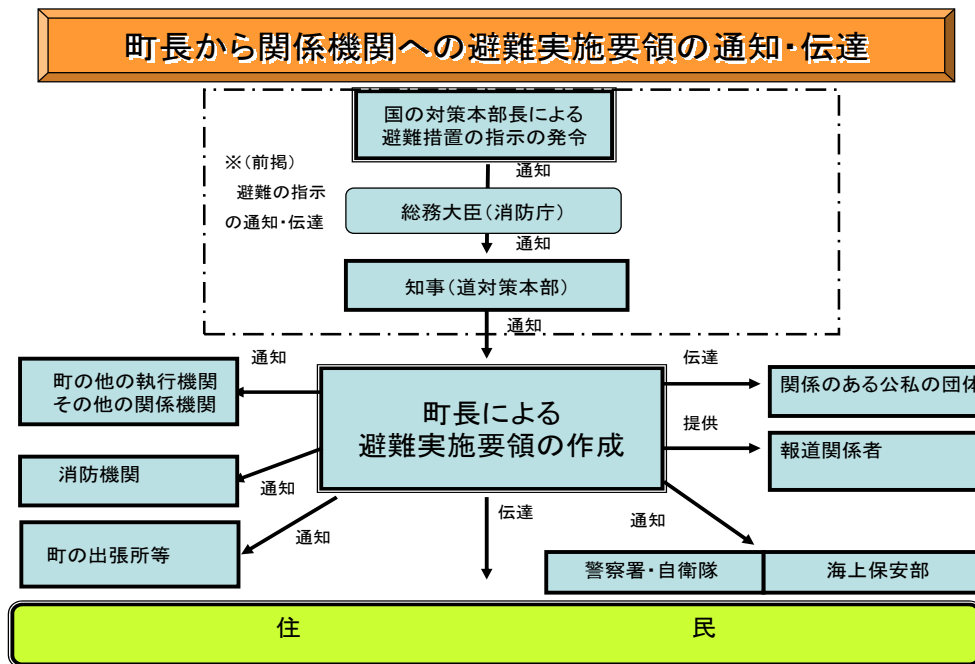 町長から関係機関への避難実施要領の通知・伝達
国の対策本部長による
避難措置の指示の発令
※(前掲)
避難の指示
の通知・伝達
通知
総務大臣(消防庁)
通知
知事(道対策本部)
通知
通知
伝達
町の他の執行機関
その他の関係機関
町長による
避難実施要領の作成
関係のある公私の団体
提供
報道関係者
消防機関
通知
伝達
通知
通知
町の出張所等
警察署・自衛隊
海上保安部
住民